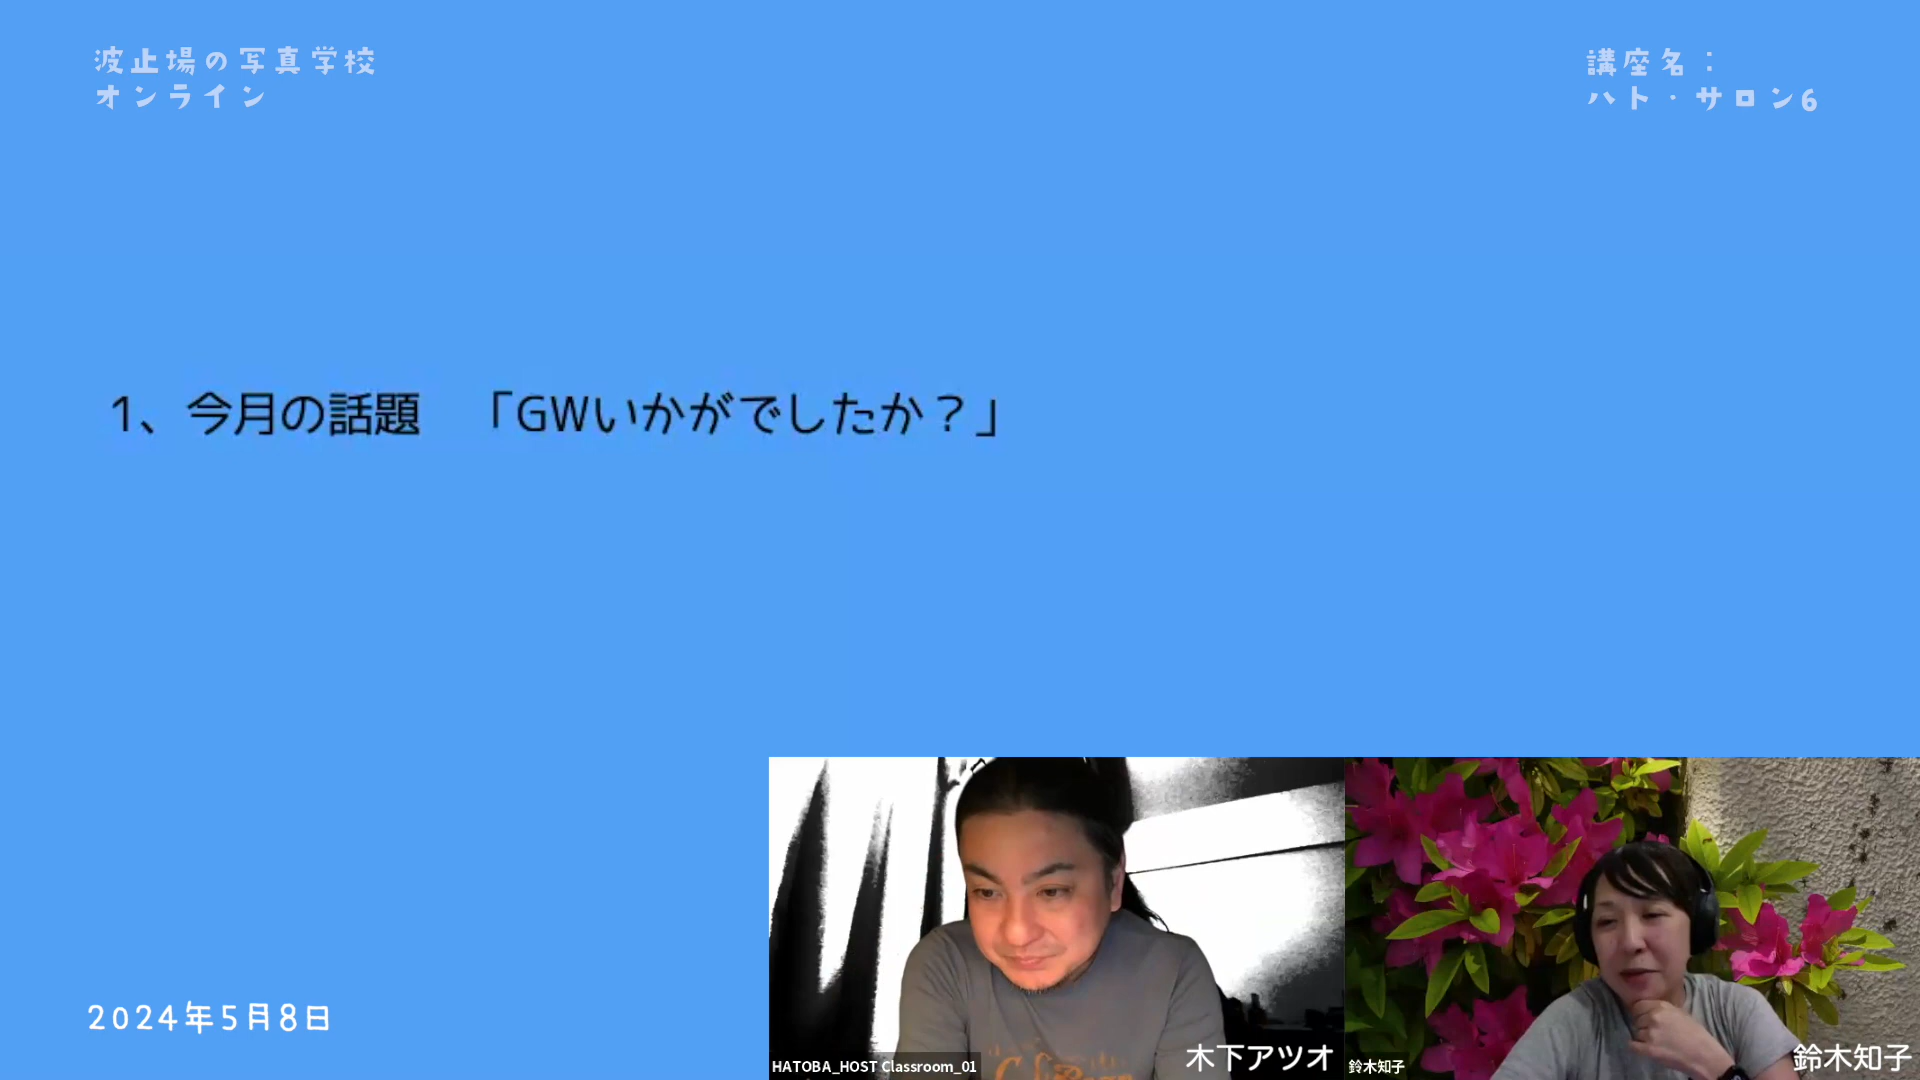 波止場の写真学校
オンライン
講座名：
ハト・サロン6
1、今月の話題　「GWいかがでしたか？」
2024年5月8日
HATOBA_HOST Classroom_01
木下アツオ
鈴木知子
鈴木知子